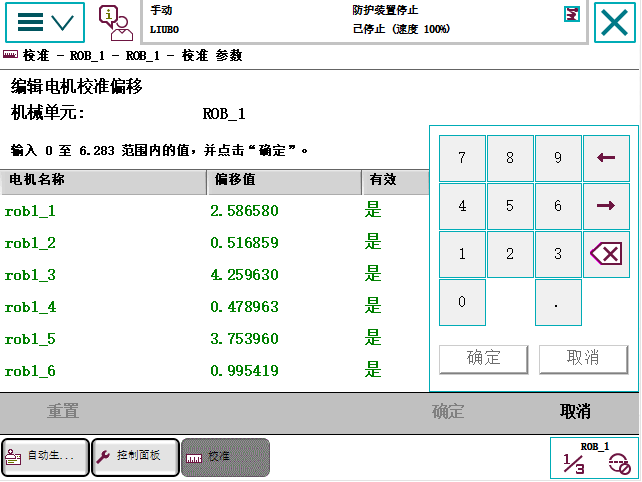 手动
防护装置停止
LIUBO
己停止 (速度 100%)
校准 - ROB_1 - ROB_1 - 校准 参数
编辑电机校准偏移
机械单元:
ROB_1
输入 0 至 6.283 范围内的值，并点击“确定”。
电机名称 偏移值 有效
rob1_1 2.586580 是
rob1_2 0.516859 是
rob1_3 4.259630 是
rob1_4 0.478963 是
rob1_5 3.753960 是
rob1_6 0.995419 是
7 8 9
4 5 6
1 2 3
0 .
确定 取消
重置 确定 取消
自动生... 控制面板 校准
ROB_1
1/3